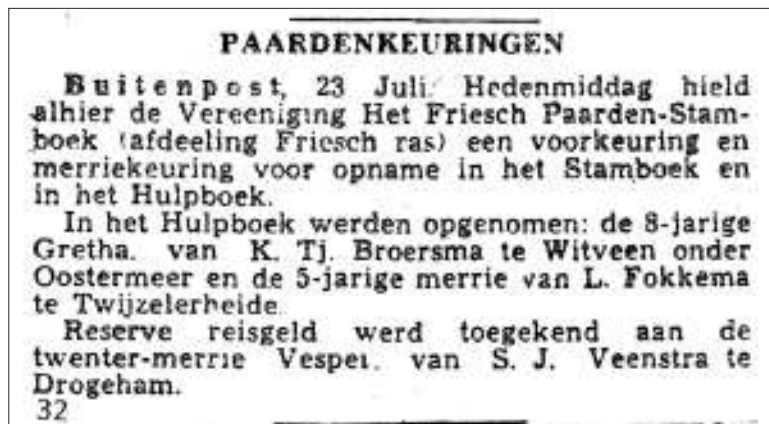 PAARDENKEURINGEN
Buitenpost, 23 Juli. Hedenmiddag hield
alhier de Vereeniging Het Friesch Paarden-Stam-
boek (afdeeling Friesch ras) een voorkeuring en
merriekeuring voor opname in het Stamboek en
in het Hulpboek.
In het Hulpboek werden opgenomen: de 8-jarige
Gretha. van K. Tj. Broersma te Witveen onder
Oostermeer en de 5-jarige merrie van L. Fokkema
te Twijzelerheide.
Reserve reisgeld werd toegekend aan de
twenter-merrie Vesper. van S. J. Veenstra te
Drogeham.
32